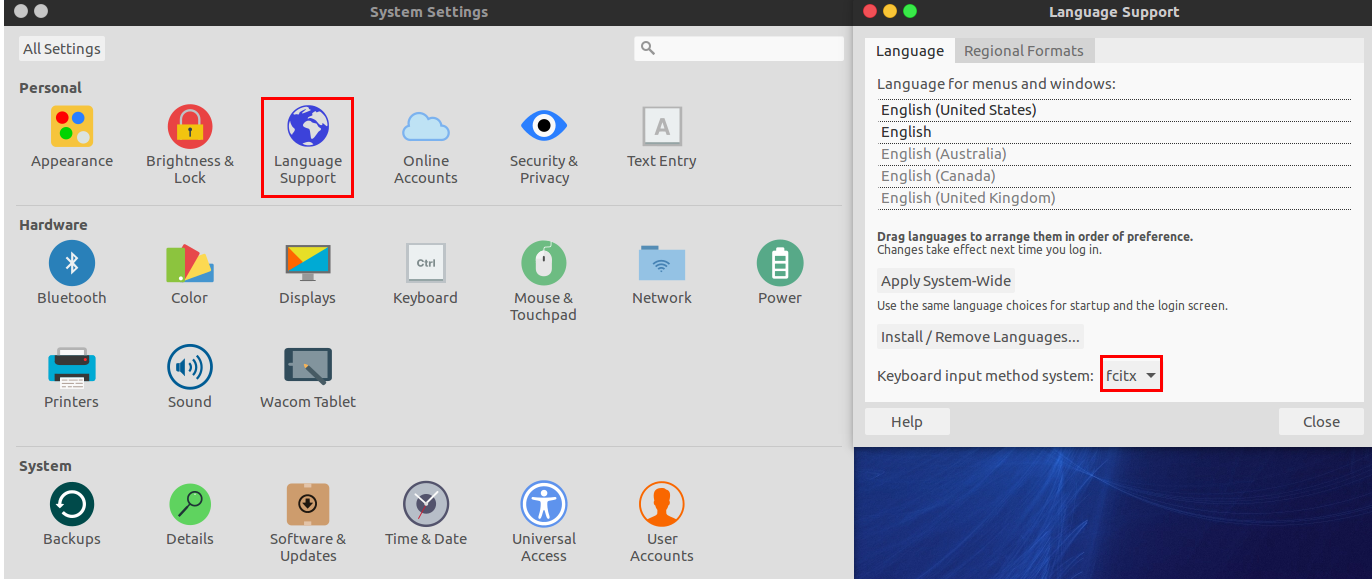 System Settings
All Settings
Personal
Appearance
Brightness &
Lock
Language
Support
Online
Accounts
Security &
Privacy
A
Text Entry
Hardware
Bluetooth
Color
Displays
Ctrl
Keyboard
Mouse &
Touchpad
Network
Power
Printers
Sound
Wacom Tablet
System
Backups
Details
Software &
Updates
Time & Date
Universal
Access
User
Accounts
Language Support
Language
Regional Formats
Language for menus and windows:
English (United States)
English
English (Australia)
English (Canada)
English (United Kingdom)
Drag languages to arrange them in order of preference.
Changes take effect next time you log in.
Apply System-Wide
Use the same language choices for startup and the login screen.
Install / Remove Languages...
Keyboard input method system: fcitx
Help
Close